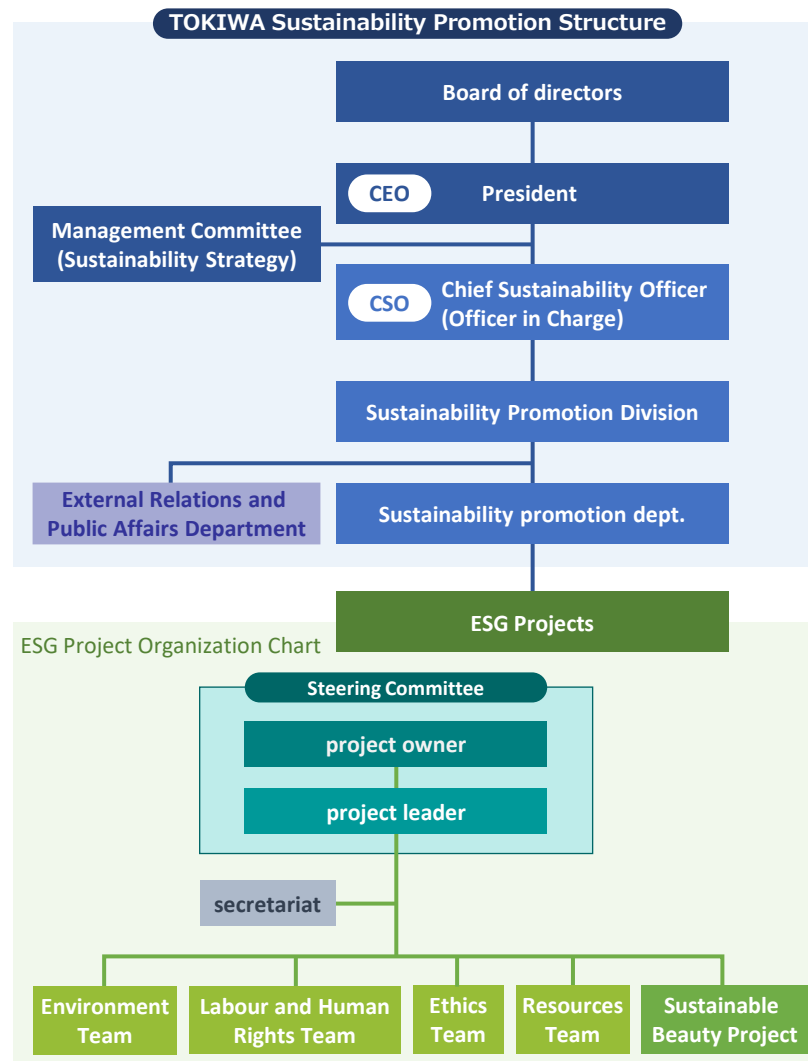 TOKIWA Sustainability Promotion Structure
Board of directors
CEO
President
Management Committee
(Sustainability Strategy)
CSO
Chief Sustainability Officer
(Officer in Charge)
Sustainability Promotion Division
External Relations and
Public Affairs Department
Sustainability promotion dept.
ESG Projects
ESG Project Organization Chart
Steering Committee
project owner
project leader
secretariat
Environment
Team
Labour and Human
Rights Team
Ethics
Team
Resources
Team
Sustainable
Beauty Project